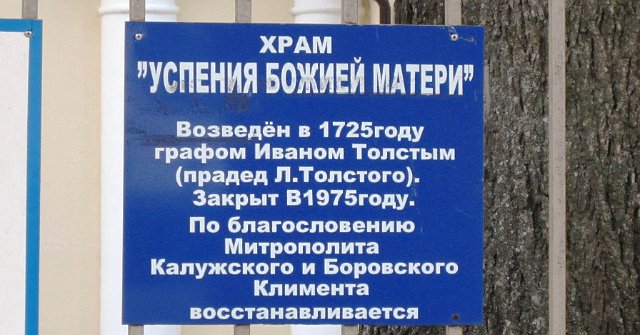 ХРАМ
"УСПЕНИЯ БОЖИЕЙ МАТЕРИ"
Возведён в 1725году
графом Иваном Толстым
(прадед Л.Толстого).
Закрыт В1975году.
По благословению
Митрополита
Калужского и Боровского
Климента
восстанавливается